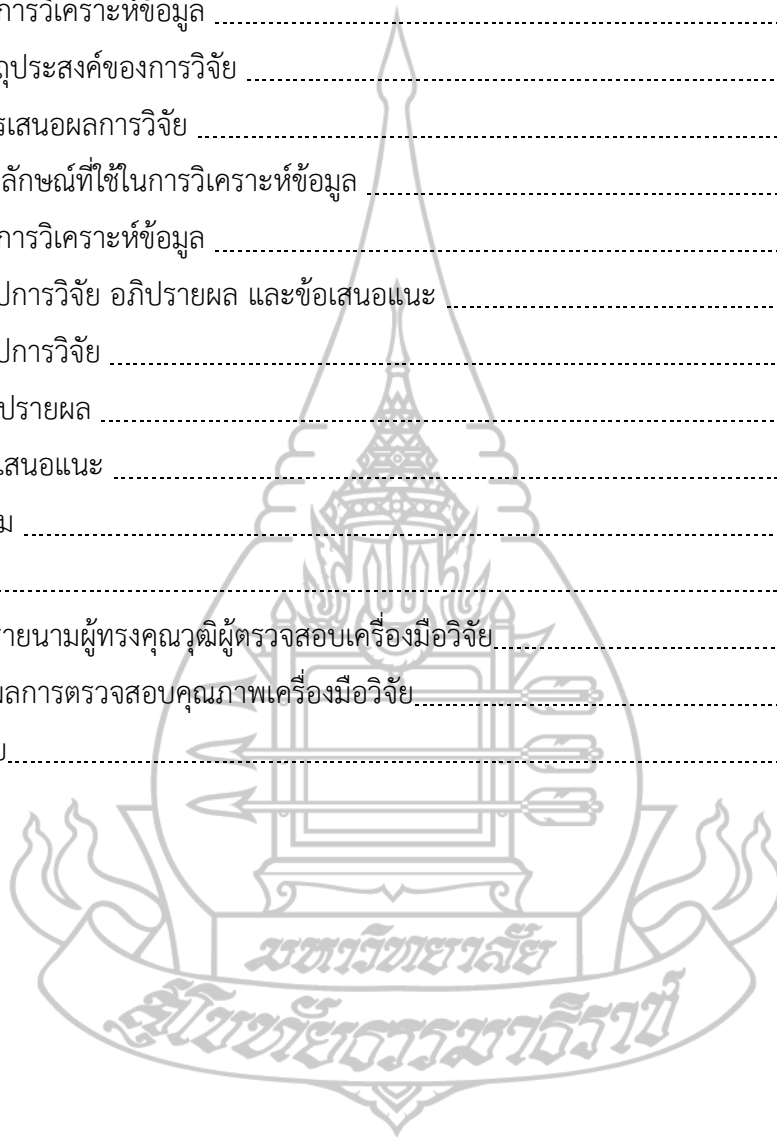 การวิเคราะห์ข้อมูล
ถุประสงค์ของการวิจัย
รเสนอผลการวิจัย
ลักษณ์ที่ใช้ในการวิเคราะห์ข้อมูล
การวิเคราะห์ข้อมูล
ปการวิจัย อภิปรายผล และข้อเสนอแนะ
ปการวิจัย
ปรายผล
เสนอแนะ
ม
รายนามผู้ทรงคุณวุฒิผู้ตรวจสอบเครื่องมือวิจัย
ผลการตรวจสอบคุณภาพเครื่องมือวิจัย
ย
มหาวิทยาลัย
สุโขทัยธรรมาธิราช